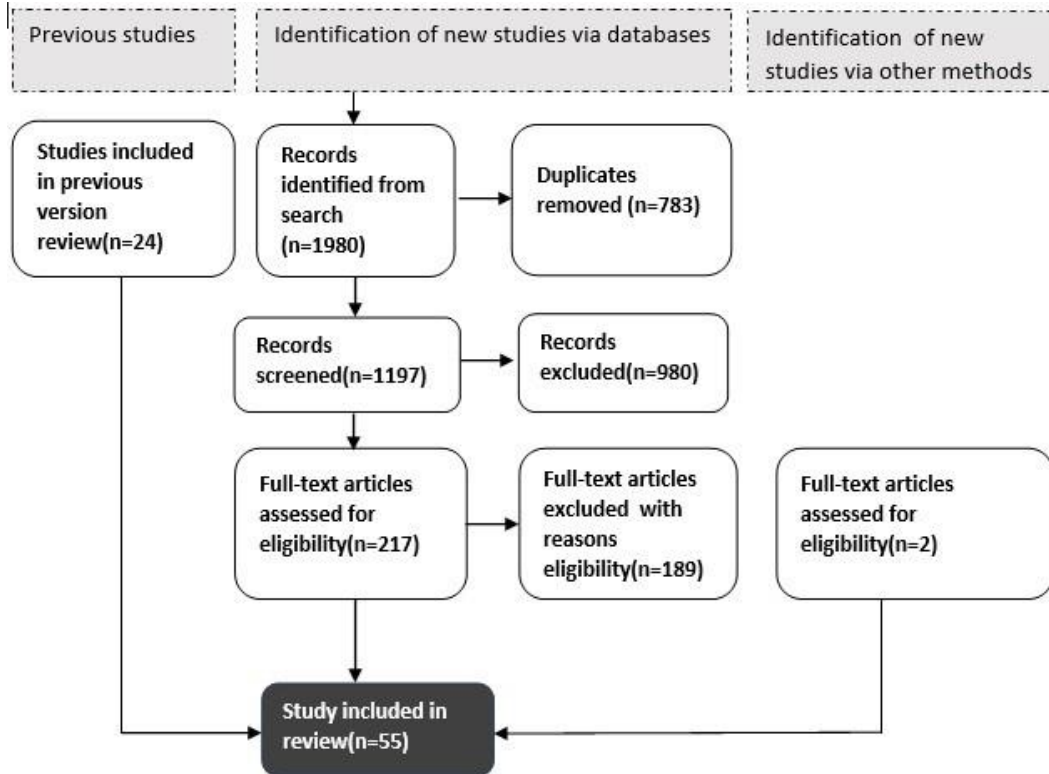 Previous studies
Identification of new studies via databases
Identification  of new
studies via other methods
Studies included
in previous
version
review(n=24)
Records
identified from
search
(n=1980)
Duplicates
removed (n=783)
Records
screened(n=1197)
Records
excluded(n=980)
Full-text articles
assessed for
eligibility(n=217)
Full-text articles
excluded  with
reasons
eligibility(n=189)
Full-text articles
assessed for
eligibility(n=2)
Study included in
review(n=55)